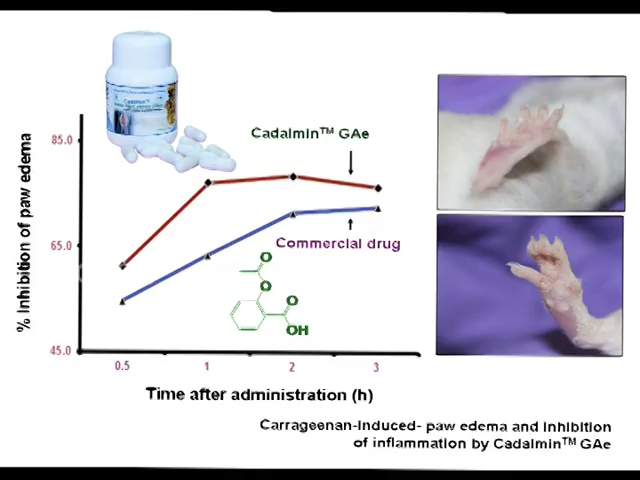 Cadalmin™
Cadalmin™ GAe
85.0
% Inhibition of paw edema
65.0
Commercial drug
O
O
O
OH
45.0
0.5 1 2 3
Time after administration (h)
Carrageenan-induced- paw edema and inhibition
of inflammation by Cadalmin™ GAe